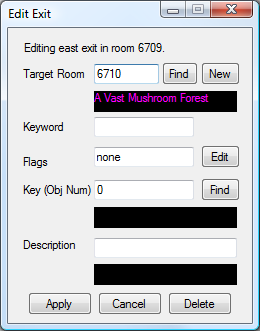 Edit Exit
Editing east exit in room 6709.
Target Room 6710 Find New
A Vast Mushroom Forest
Keyword
Flags none Edit
Key (Obj Num) 0 Find
Description
Apply Cancel Delete